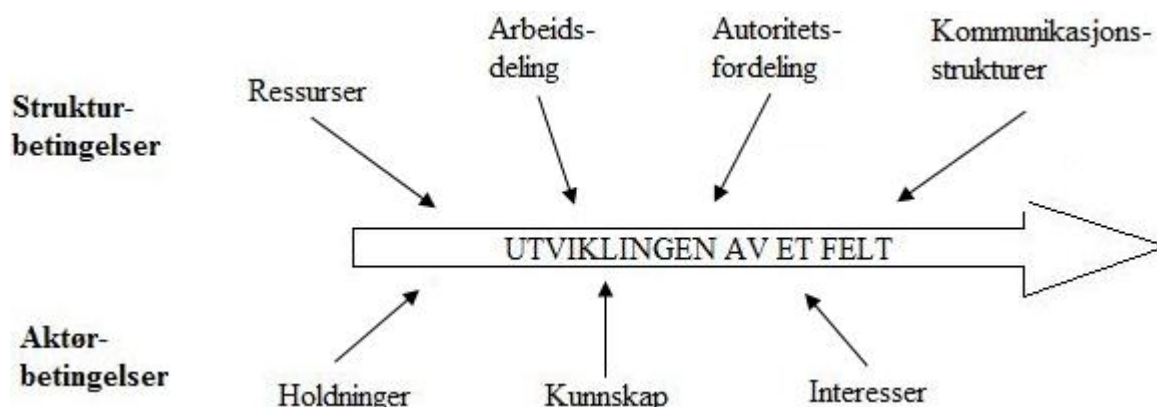 Arbeids-
deling
Autoritets-
fordeling
Kommunikasjons-
strukturer
Ressurser
Struktur-
betingelser
UTVIKLINGEN AV ET FELT
Aktør-
betingelser
Holdninger
Kunnskap
Interesser